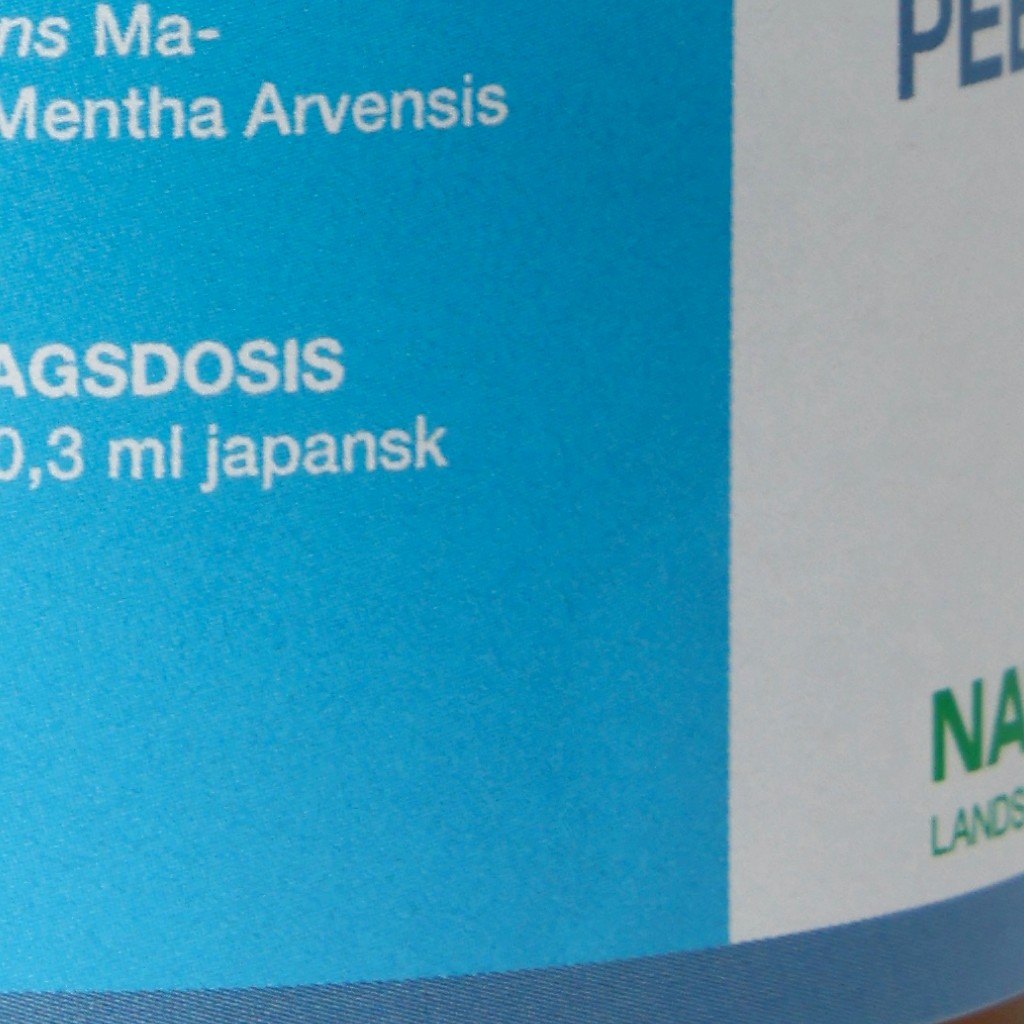 ns Ma-
Mentha Arvensis
AGSDOSIS
0,3 ml japansk
PE
NA
LANDS